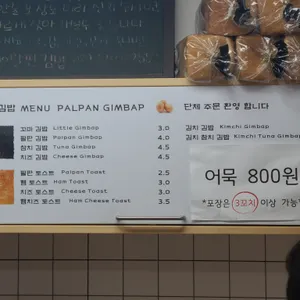 김밥 MENU PALPAN GIMBAP
단체 주문 환영 합니다
꼬마 김밥 Little Gimbap 3.0
팔판 김밥 Palpan Gimbap 4.0
참치 김밥 Tuna Gimbap 4.5
치즈 김밥 Cheese Gimbap 4.5
팔판 토스트 Palpan Toast 2.5
햄 토스트 Ham Toast 3.0
치즈 토스트 Cheese Toast 3.0
햄치즈 토스트 Ham Cheese Toast 3.5
김치 김밥 Kimchi Gimbap
김치 참치 김밥 Kimchi Tuna Gimbap
어묵 800원
*포장은 3꼬치 이상 가능